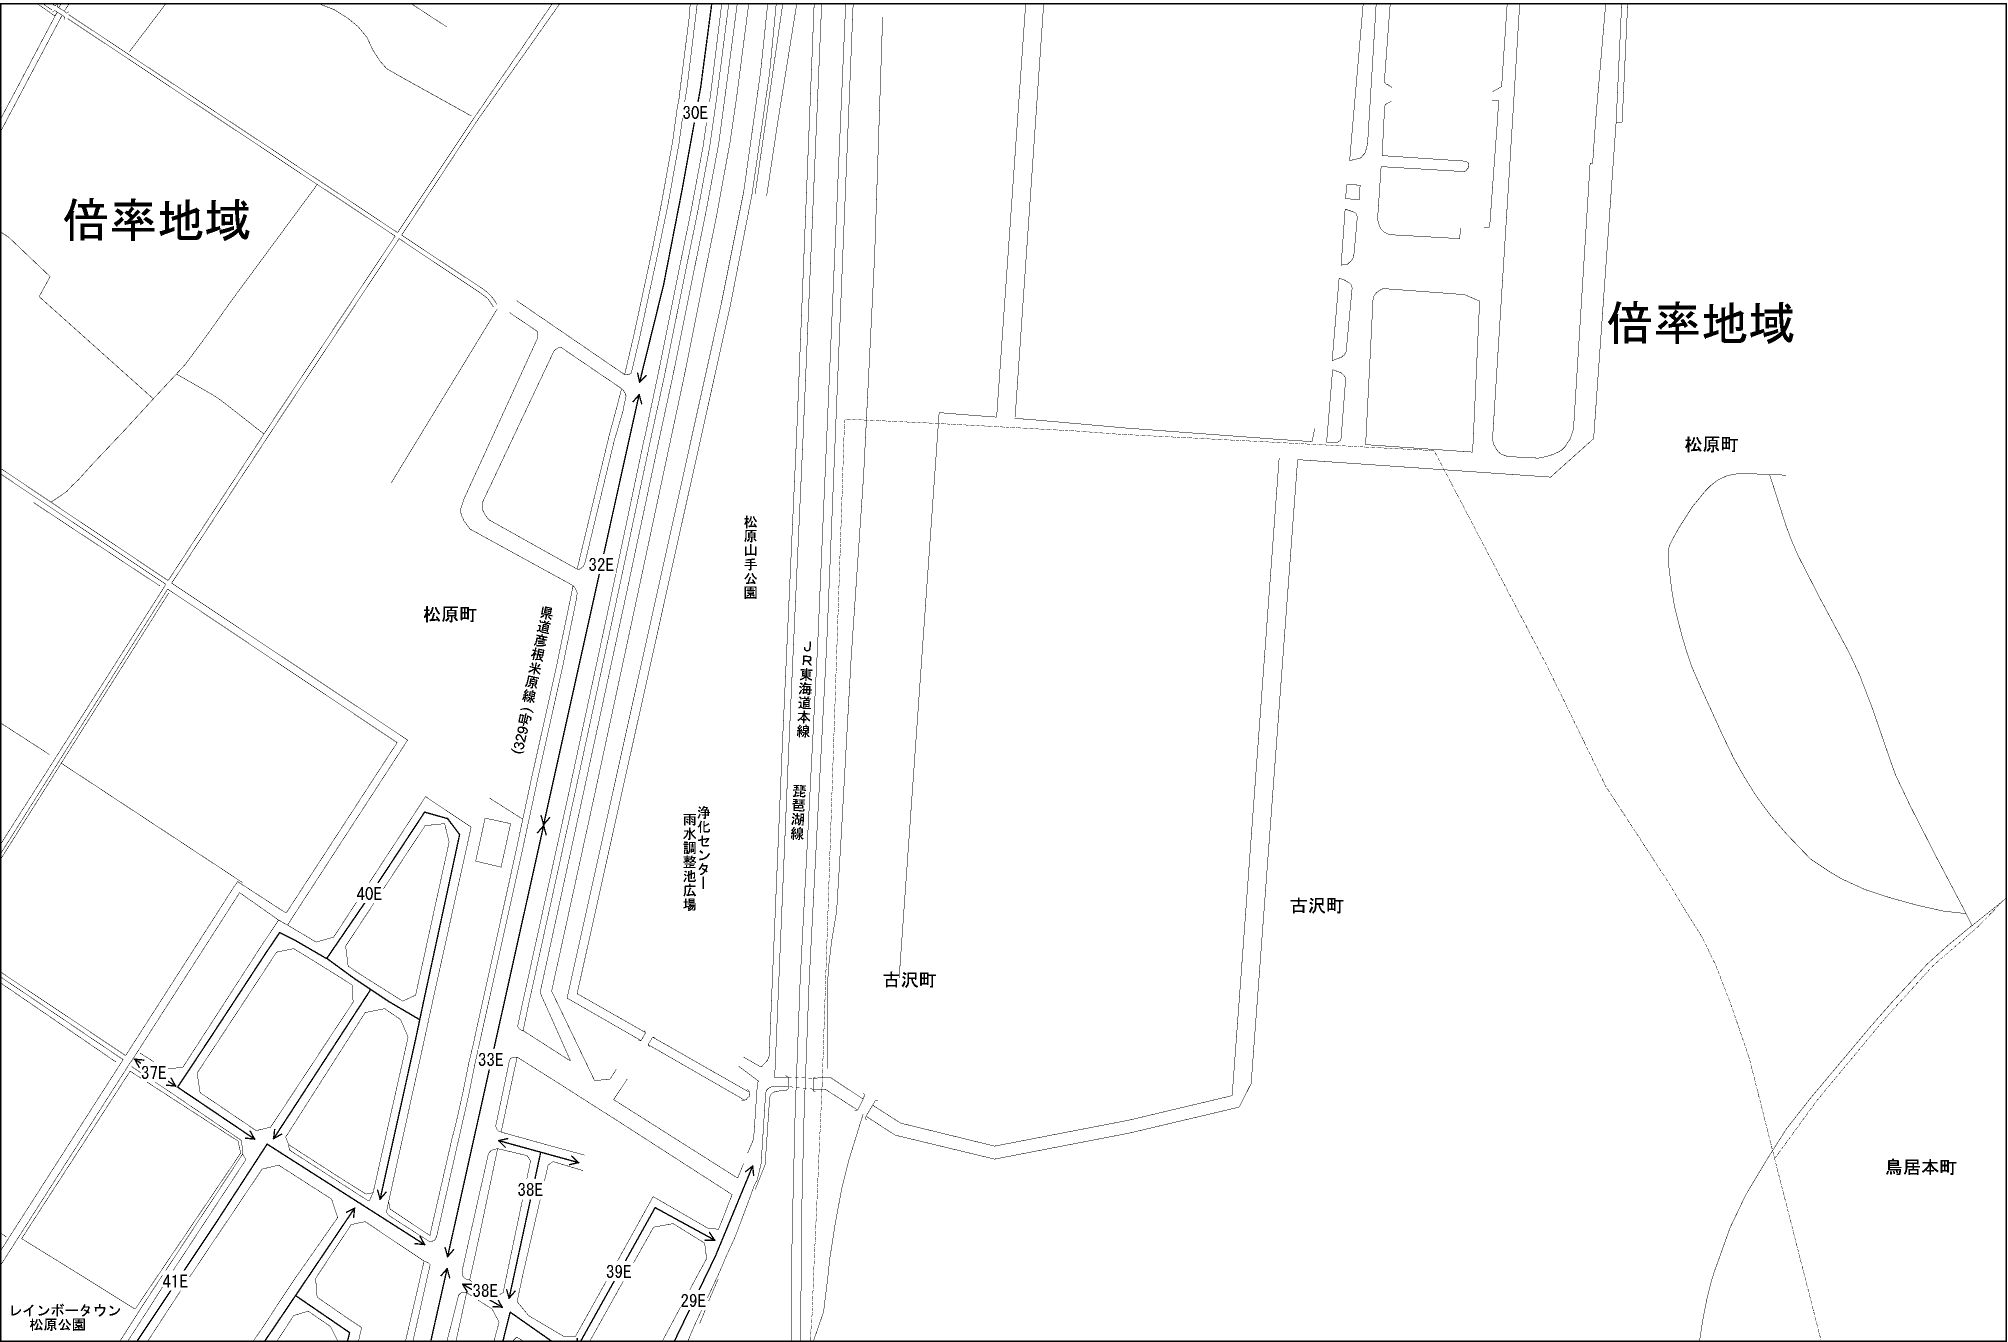 30E
倍率地域
倍率地域
松原町
松原山手公園
32E
松原町
県道彦根米原線
(329号)
JR東海道本線
琵琶湖線
浄化センター
雨水調整池広場
40E
古沢町
古沢町
33E
37E
鳥居本町
38E
39E
41E
38E
29E
レインボータウン
松原公園